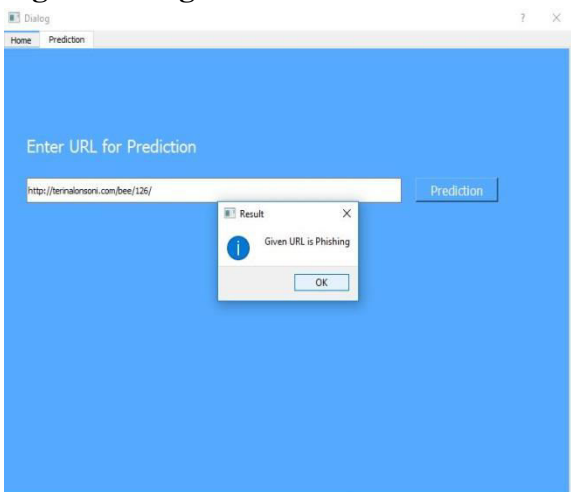 Dialog ? X
Home Prediction
Enter URL for Prediction
http://terinalonsoni.com/bee/126/
Prediction
Result X
Given URL is Phishing
OK